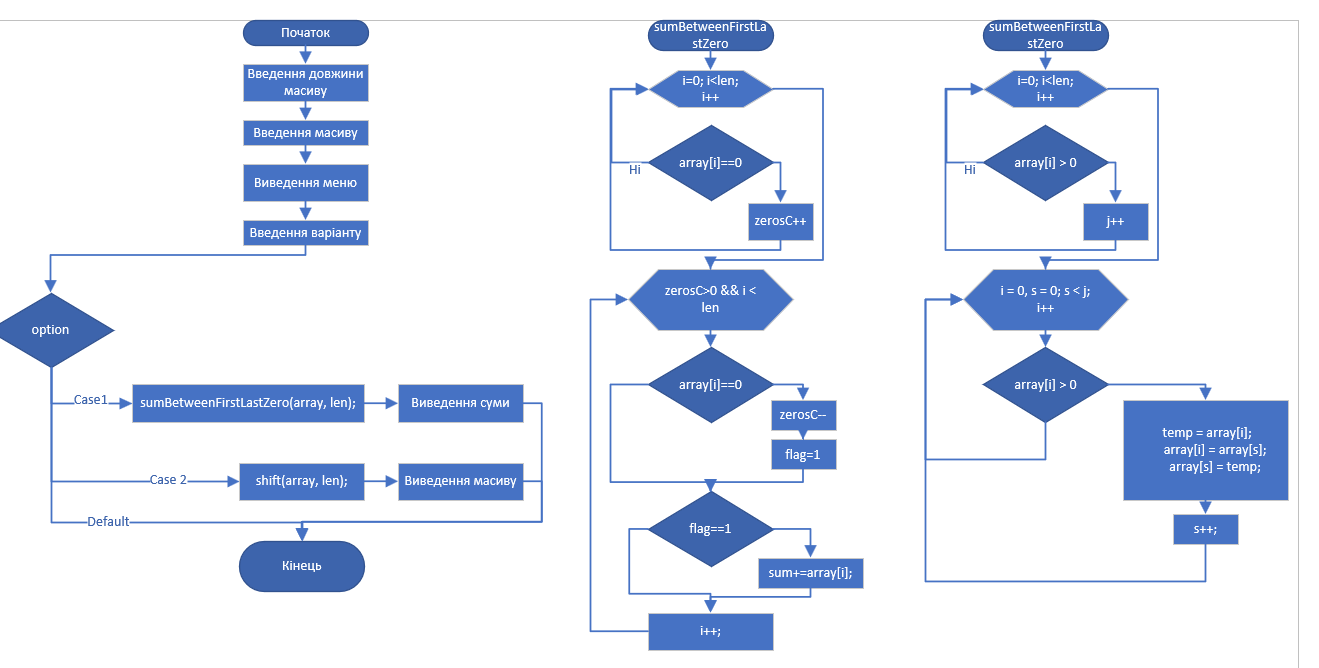 Початок
Введення довжини
масиву
Введення масиву
Виведення меню
Введення варіанту
option
Case1
sumBetweenFirstLastZero(array, len);
Виведення суми
Case 2
shift(array, len);
Виведення масиву
Default
Кінець
sumBetweenFirstLa
stZero
i=0; i<len;
i++
array[i]==0
Ні
zerosC++
zerosC>0 && i <
len
array[i]==0
zerosC--
flag=1
flag==1
sum+=array[i];
i++;
sumBetweenFirstLa
stZero
i=0; i<len;
i++
array[i] > 0
Ні
j++
i = 0, s = 0; s < j;
i++
array[i] > 0
temp = array[i];
array[i] = array[s];
array[s] = temp;
s++;